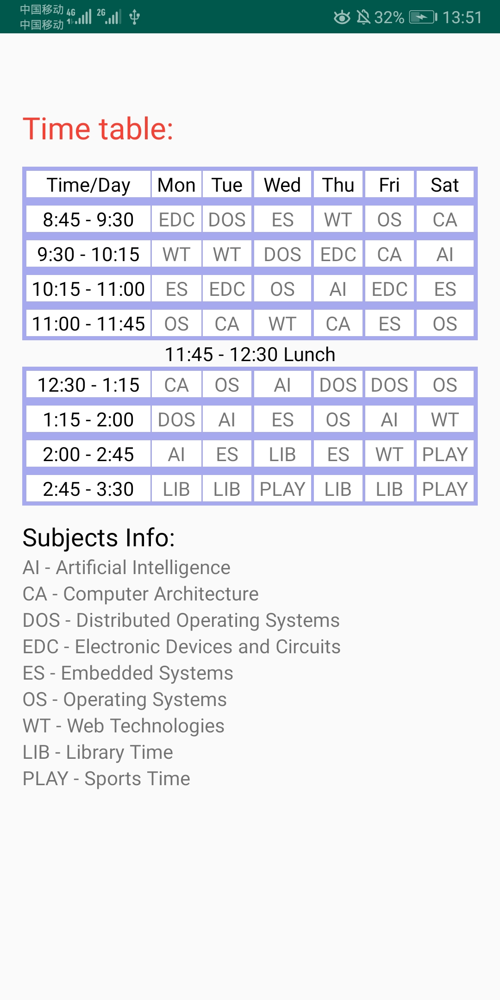 中国移动 4G 2G 32% 13:51
中国移动
Time table:
Time/Day Mon Tue Wed Thu Fri Sat
8:45 - 9:30 EDC DOS ES WT OS CA
9:30 - 10:15 WT WT DOS EDC CA AI
10:15 - 11:00 ES EDC OS AI EDC ES
11:00 - 11:45 OS CA WT CA ES OS
11:45 - 12:30 Lunch
12:30 - 1:15 CA OS AI DOS DOS OS
1:15 - 2:00 DOS AI ES OS AI WT
2:00 - 2:45 AI ES LIB ES WT PLAY
2:45 - 3:30 LIB LIB PLAY LIB LIB PLAY
Subjects Info:
AI - Artificial Intelligence
CA - Computer Architecture
DOS - Distributed Operating Systems
EDC - Electronic Devices and Circuits
ES - Embedded Systems
OS - Operating Systems
WT - Web Technologies
LIB - Library Time
PLAY - Sports Time